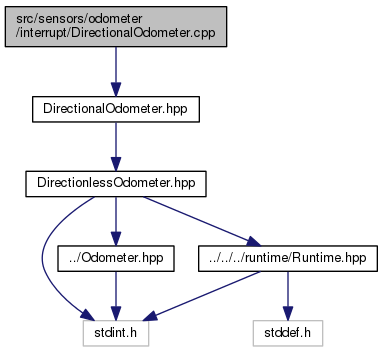 src/sensors/odometer
/interrupt/DirectionalOdometer.cpp
DirectionalOdometer.hpp
DirectionlessOdometer.hpp
../Odometer.hpp
../../../runtime/Runtime.hpp
stdint.h
stddef.h